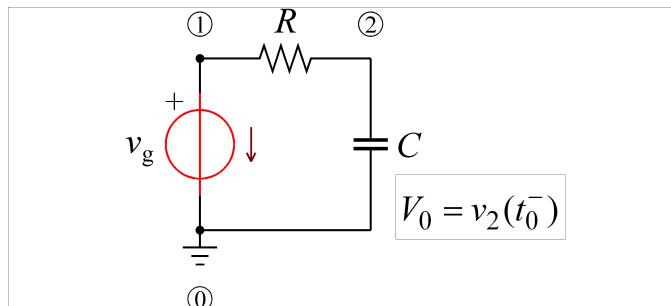 ① R ②
+
v_g C
V_0 = v_2(t_0^-)
⓪